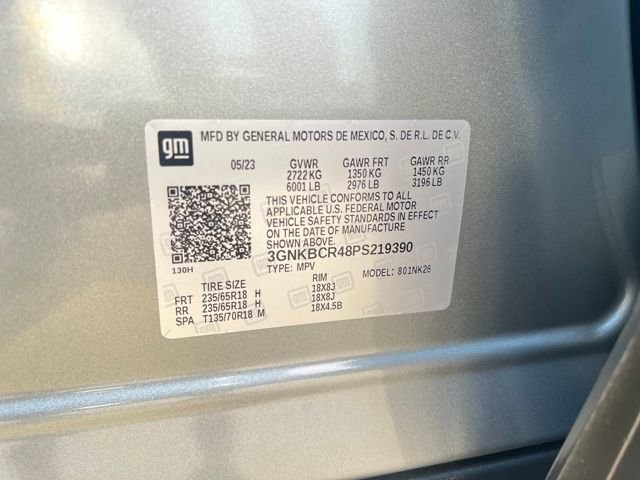 gm MFD BY GENERAL MOTORS DE MEXICO, S. DE R.L. DE C.V.
05/23 GVWR GAWR FRT GAWR RR
2722 KG 1350 KG 1450 KG
6001 LB 2976 LB 3196 LB
THIS VEHICLE CONFORMS TO ALL
APPLICABLE U.S. FEDERAL MOTOR
VEHICLE SAFETY STANDARDS IN EFFECT
ON THE DATE OF MANUFACTURE
SHOWN ABOVE.
3GNKBCR48PS219390
130H TYPE: MPV MODEL: 801NK26
TIRE SIZE RIM
FRT 235/65R18 H 18X8J
RR 235/65R18 H 18X8J
SPA T135/70R18 M 18X4.5B